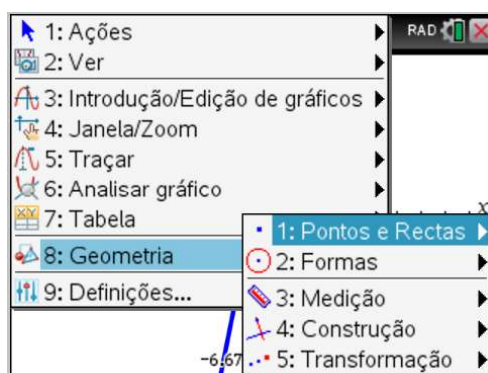 1: Ações
RAD
2: Ver
3: Introdução/Edição de gráficos
4: Janela/Zoom
5: Traçar
6: Analisar gráfico
7: Tabela
x
8: Geometria
1: Pontos e Rectas
2: Formas
9: Definições...
3: Medição
4: Construção
-6.67
5: Transformação